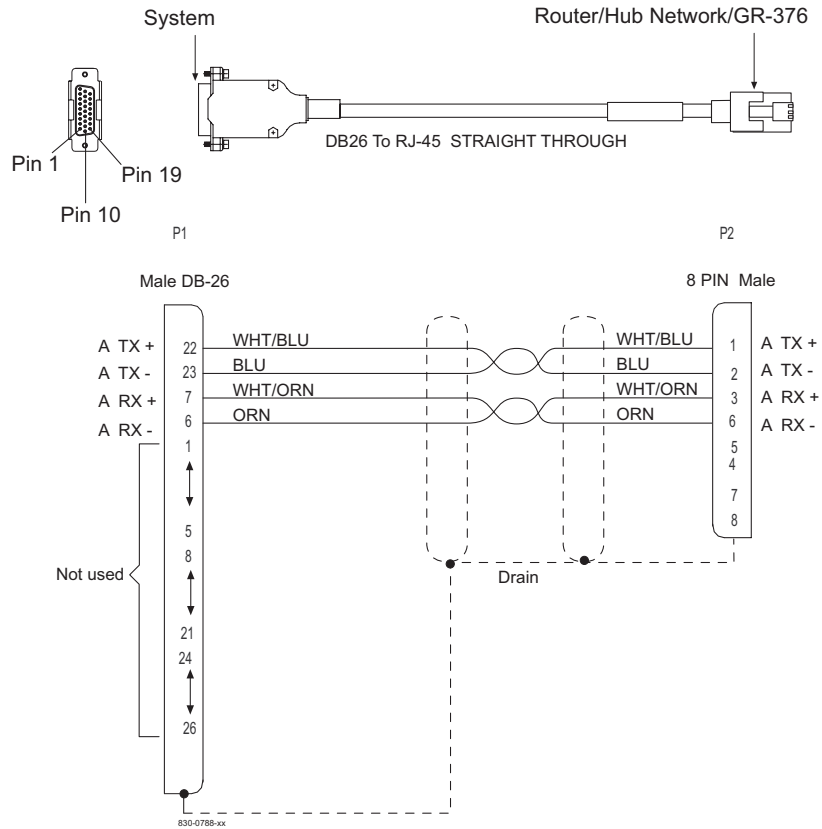 System
Router/Hub Network/GR-376
DB26 To RJ-45 STRAIGHT THROUGH
Pin 1
Pin 19
Pin 10
P1
P2
Male DB-26
8 PIN Male
A TX + 22 WHT/BLU WHT/BLU 1 A TX +
A TX - 23 BLU BLU 2 A TX -
A RX + 7 WHT/ORN WHT/ORN 3 A RX +
A RX - 6 ORN ORN 6 A RX -
1 5
4
7
5 8
8
Not used Drain
21
24
26
830-0788-xx